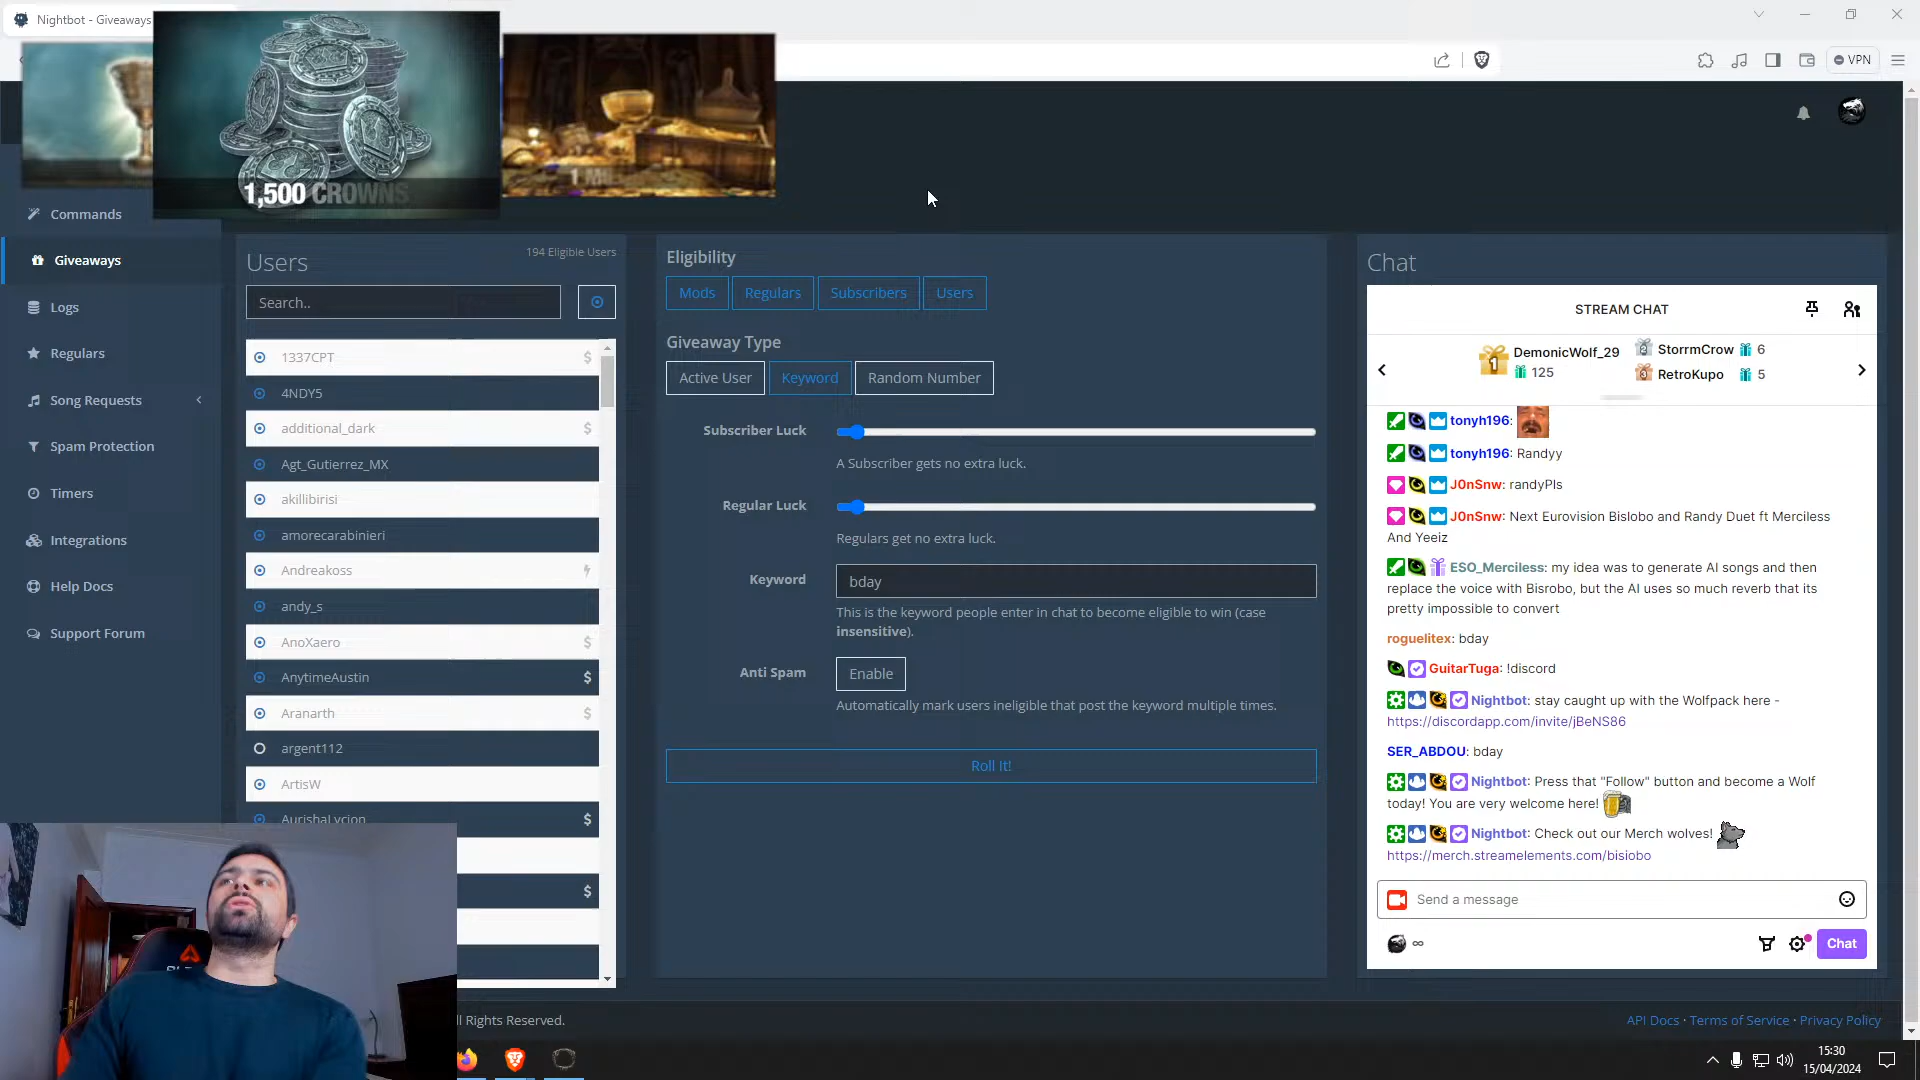 Nightbot - Giveaways
VPN
1,500 CROWNS
Commands
Giveaways
Logs
Regulars
Song Requests
Spam Protection
Timers
Integrations
Help Docs
Support Forum
Users
194 Eligible Users
Search..
1337CPT $
4NDY5
additional_dark $
Agt_Gutierrez_MX
akillibirisi
amorecarabinieri
Andreakoss
andy_s
AnoXaero $
AnytimeAustin $
Aranarth $
argent112
ArtisW
AurishaLycion $
$
Eligibility
Mods Regulars Subscribers Users
Giveaway Type
Active User Keyword Random Number
Subscriber Luck
A Subscriber gets no extra luck.
Regular Luck
Regulars get no extra luck.
Keyword bday
This is the keyword people enter in chat to become eligible to win (case
insensitive).
Anti Spam Enable
Automatically mark users ineligible that post the keyword multiple times.
Roll It!
Chat
STREAM CHAT
1 DemonicWolf_29 125
2 StorrmCrow 6
3 RetroKupo 5
tonyh196:
tonyh196: Randyy
J0nSnw: randyPls
J0nSnw: Next Eurovision Bislobo and Randy Duet ft Merciless
And Yeeiz
ESO_Merciless: my idea was to generate AI songs and then
replace the voice with Bisrobo, but the AI uses so much reverb that its
pretty impossible to convert
roguelitex: bday
GuitarTuga: !discord
Nightbot: stay caught up with the Wolfpack here -
https://discordapp.com/invite/jBeNS86
SER_ABDOU: bday
Nightbot: Press that "Follow" button and become a Wolf
today! You are very welcome here!
Nightbot: Check out our Merch wolves!
https://merch.streamelements.com/bisiobo
Send a message
∞
Chat
ll Rights Reserved.
API Docs · Terms of Service · Privacy Policy
15:30
15/04/2024